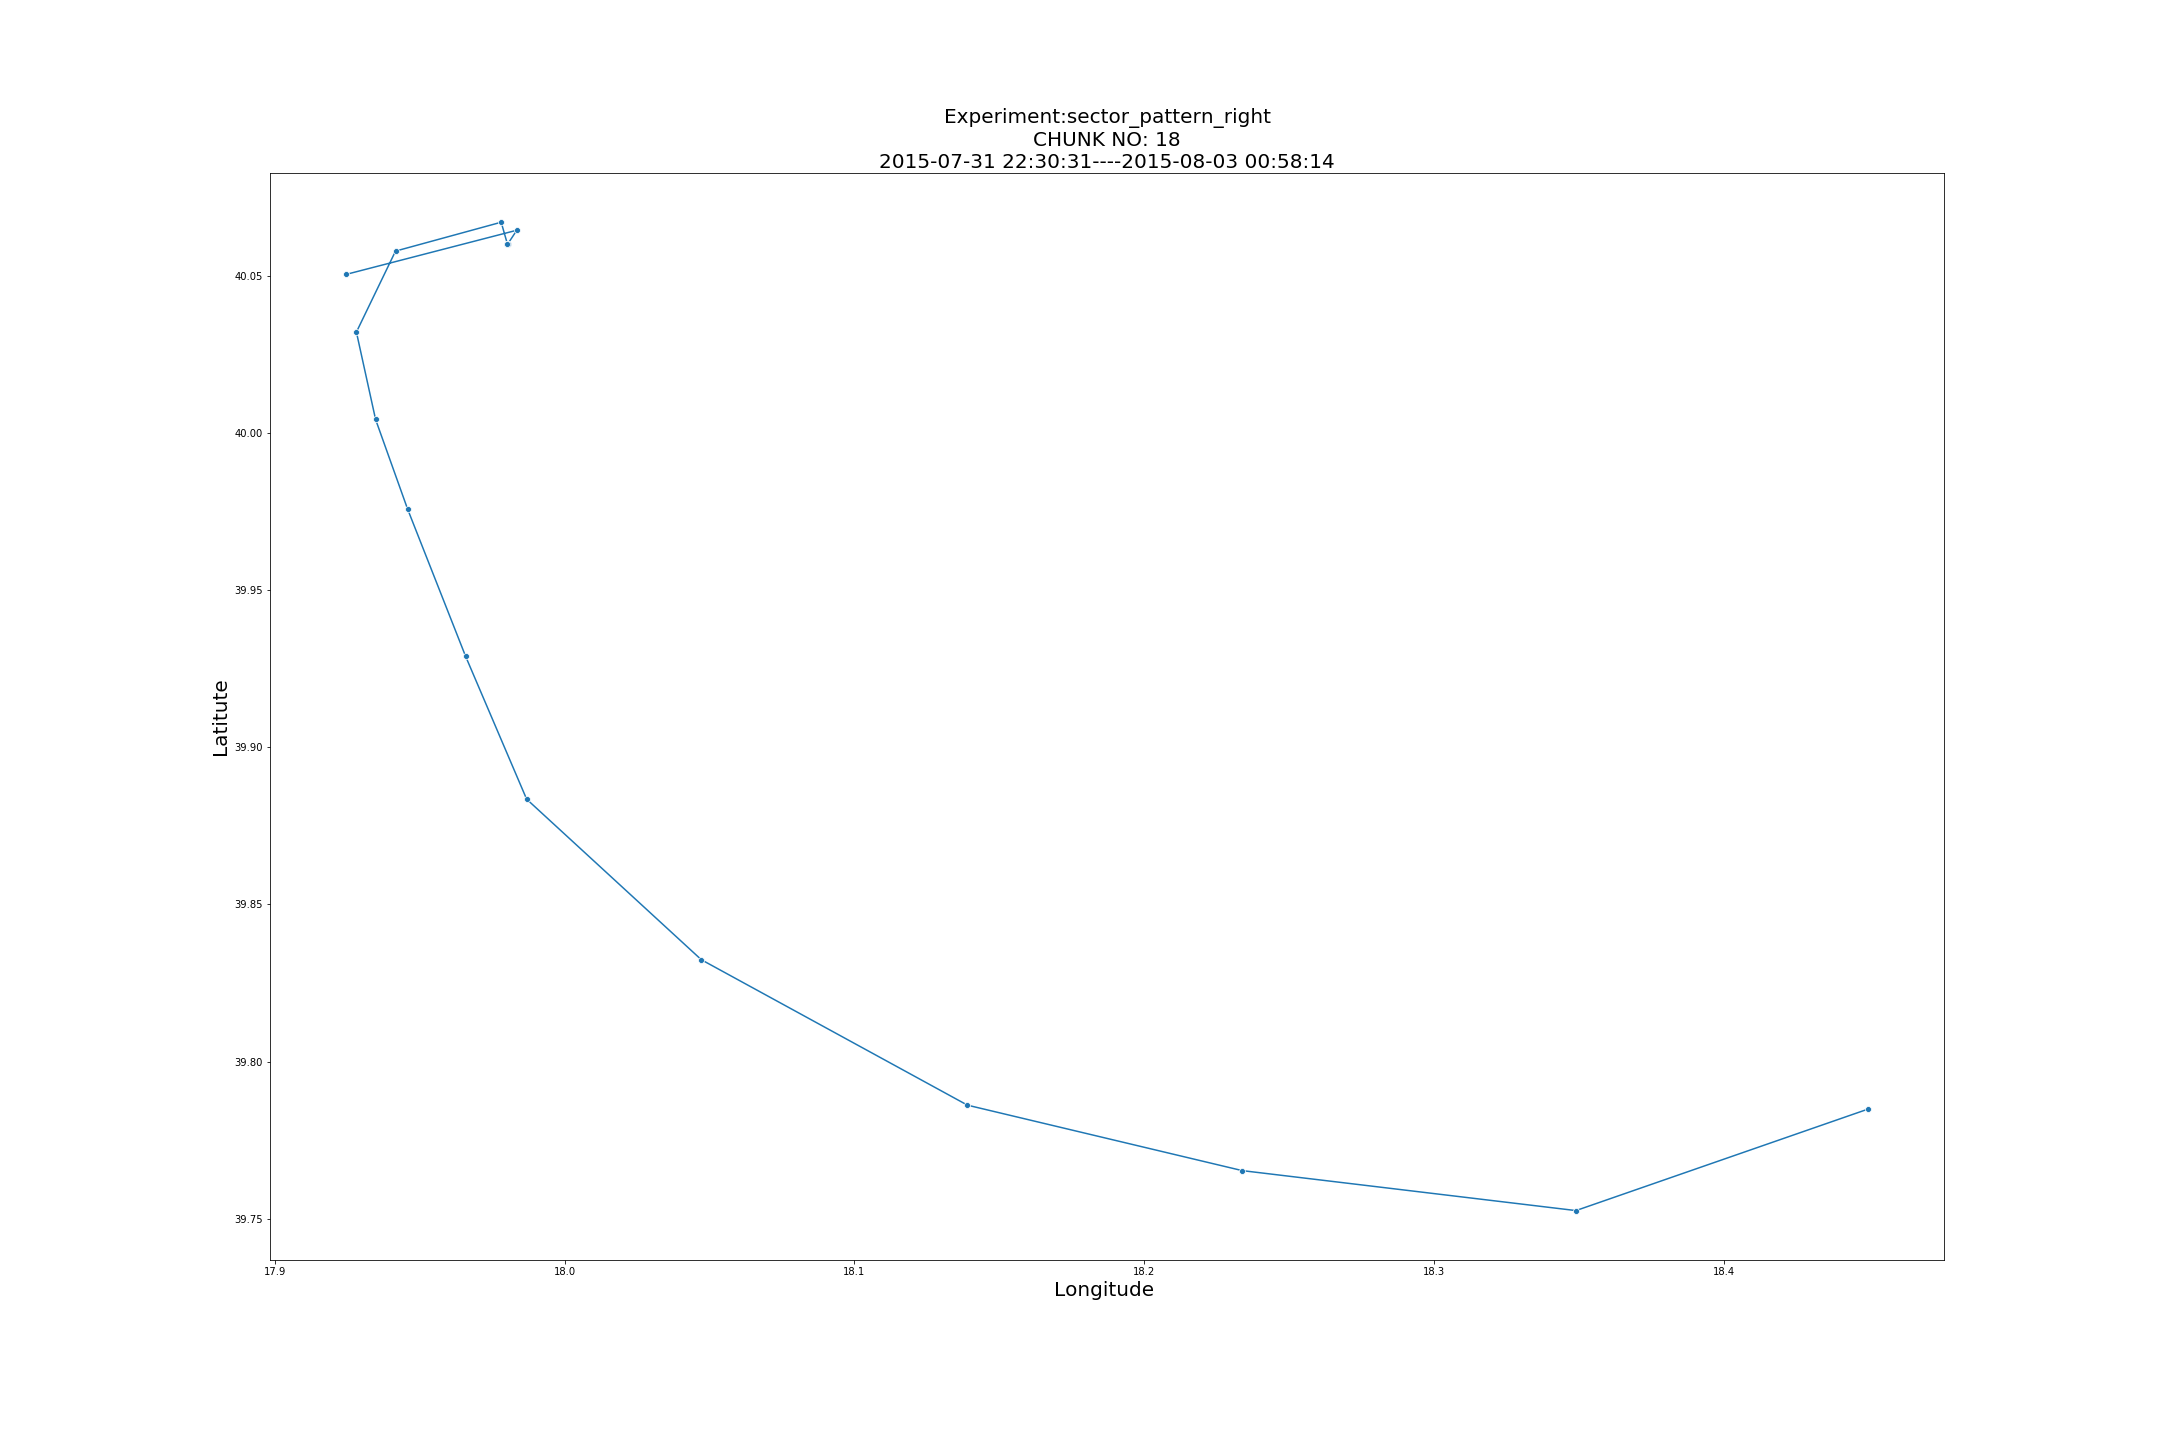 Experiment:sector_pattern_right
CHUNK NO: 18
2015-07-31 22:30:31----2015-08-03 00:58:14
Latitute
40.05
40.00
39.95
39.90
39.85
39.80
39.75
17.9 18.0 18.1 18.2 18.3 18.4
Longitude